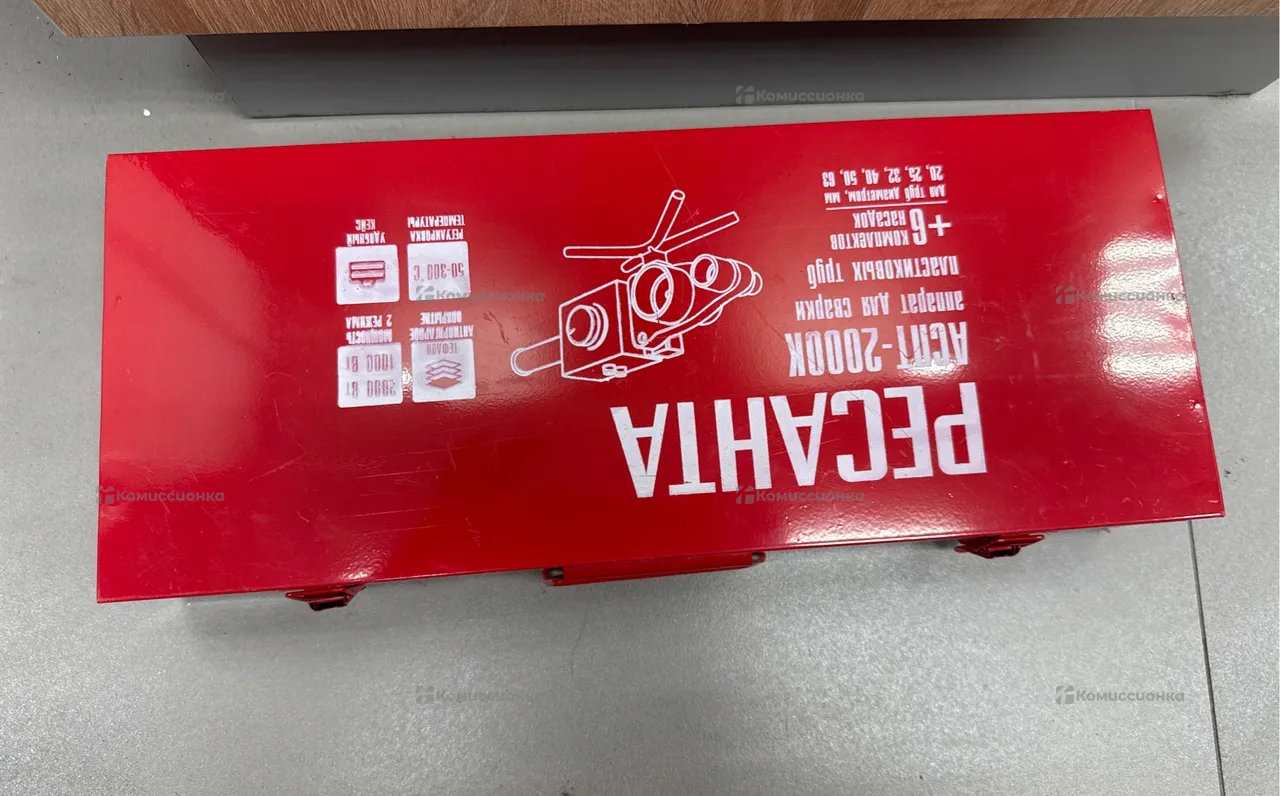 РЕСАНТА
АСПТ-2000К
аппарат для сварки
пластиковых труб
+6 комплектов
насадок
для труб диаметром, мм
20, 25, 32, 40, 50, 63
2000 Вт
1000 Вт
МОЩНОСТЬ
2 РЕЖИМА
ТЕФЛОН
АНТИПРИГАРНОЕ
ПОКРЫТИЕ
50-300°С
РЕГУЛИРОВКА
ТЕМПЕРАТУРЫ
УДОБНЫЙ
КЕЙС
Комиссионка
Комиссионка
Комиссионка
Комиссионка
Комиссионка
Комиссионка
Комиссионка
Комиссионка